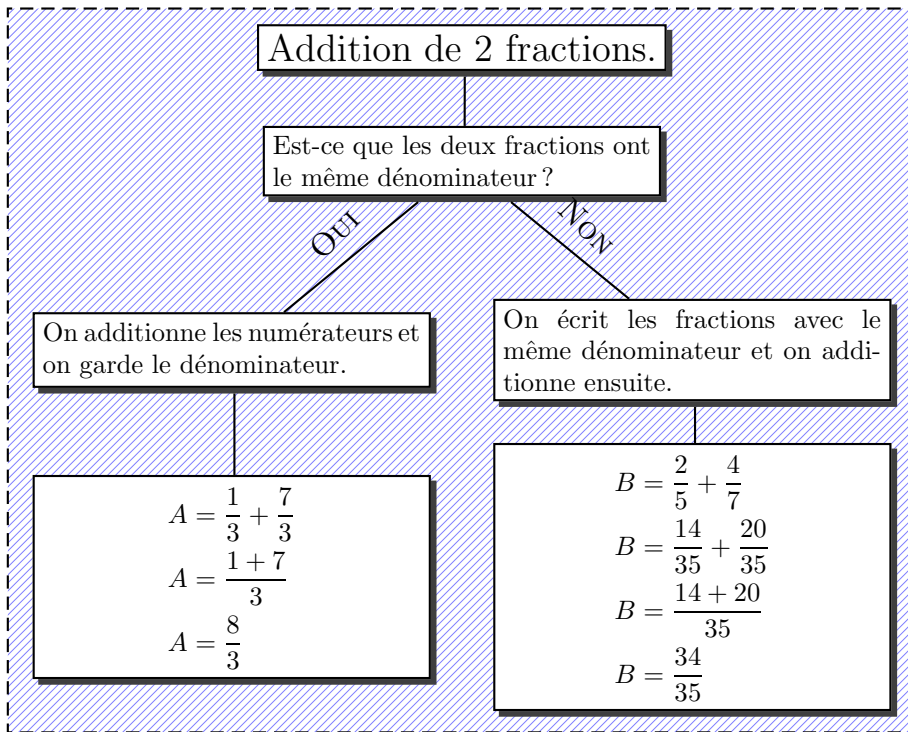 Addition de 2 fractions.
Est-ce que les deux fractions ont
le même dénominateur ?
OUI
NON
On additionne les numérateurs et
on garde le dénominateur.
On écrit les fractions avec le
même dénominateur et on addi-
tionne ensuite.
A = 1/3 + 7/3
A = (1 + 7)/3
A = 8/3
B = 2/5 + 4/7
B = 14/35 + 20/35
B = (14 + 20)/35
B = 34/35